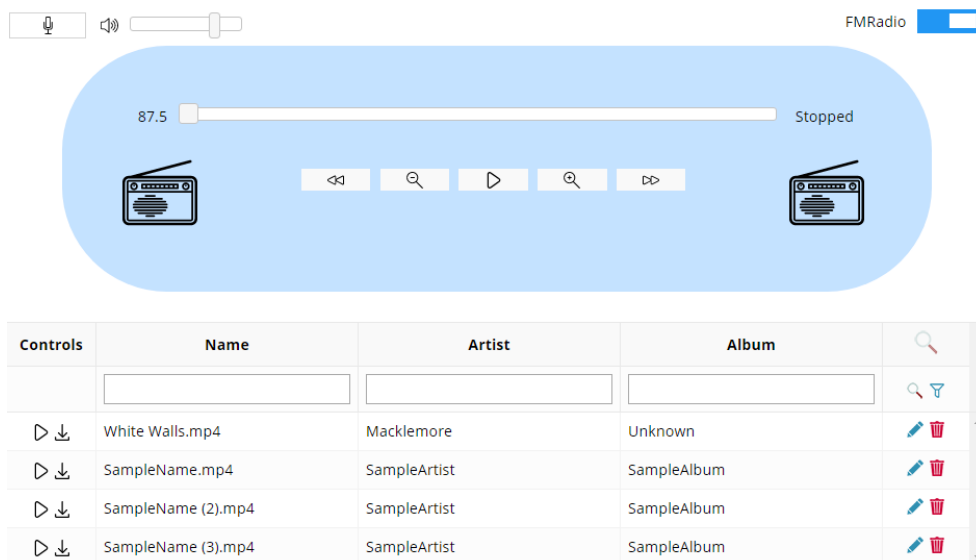 FMRadio
87.5 Stopped
Controls Name Artist Album
White Walls.mp4 Macklemore Unknown
SampleName.mp4 SampleArtist SampleAlbum
SampleName (2).mp4 SampleArtist SampleAlbum
SampleName (3).mp4 SampleArtist SampleAlbum